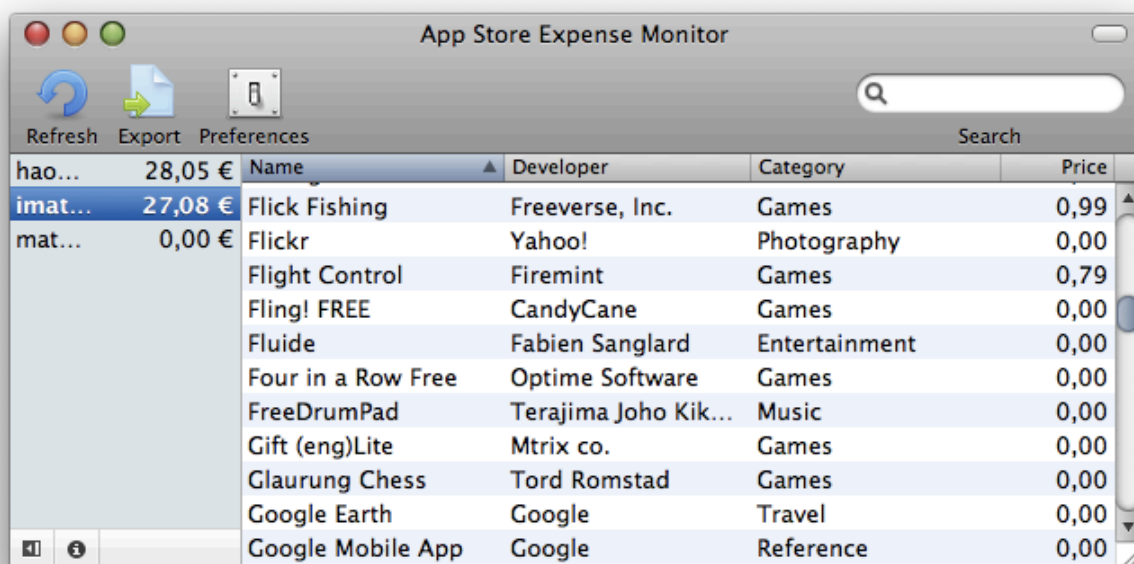 App Store Expense Monitor
Refresh Export Preferences Search
hao... 28,05 € Name Developer Category Price
imat... 27,08 € Flick Fishing Freeverse, Inc. Games 0,99
mat... 0,00 € Flickr Yahoo! Photography 0,00
Flight Control Firemint Games 0,79
Fling! FREE CandyCane Games 0,00
Fluide Fabien Sanglard Entertainment 0,00
Four in a Row Free Optime Software Games 0,00
FreeDrumPad Terajima Joho Kik... Music 0,00
Gift (eng)Lite Mtrix co. Games 0,00
Glaurung Chess Tord Romstad Games 0,00
Google Earth Google Travel 0,00
Google Mobile App Google Reference 0,00